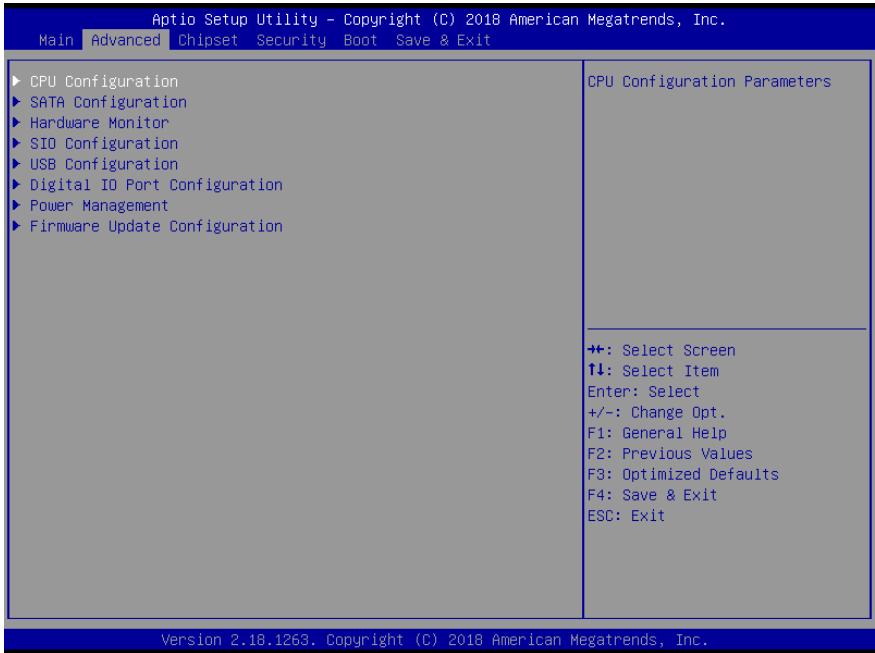 Aptio Setup Utility – Copyright (C) 2018 American Megatrends, Inc.
Main Advanced Chipset Security Boot Save & Exit
▶ CPU Configuration
▶ SATA Configuration
▶ Hardware Monitor
▶ SIO Configuration
▶ USB Configuration
▶ Digital IO Port Configuration
▶ Power Management
▶ Firmware Update Configuration
CPU Configuration Parameters
→←: Select Screen
↑↓: Select Item
Enter: Select
+/-: Change Opt.
F1: General Help
F2: Previous Values
F3: Optimized Defaults
F4: Save & Exit
ESC: Exit
Version 2.18.1263. Copyright (C) 2018 American Megatrends, Inc.